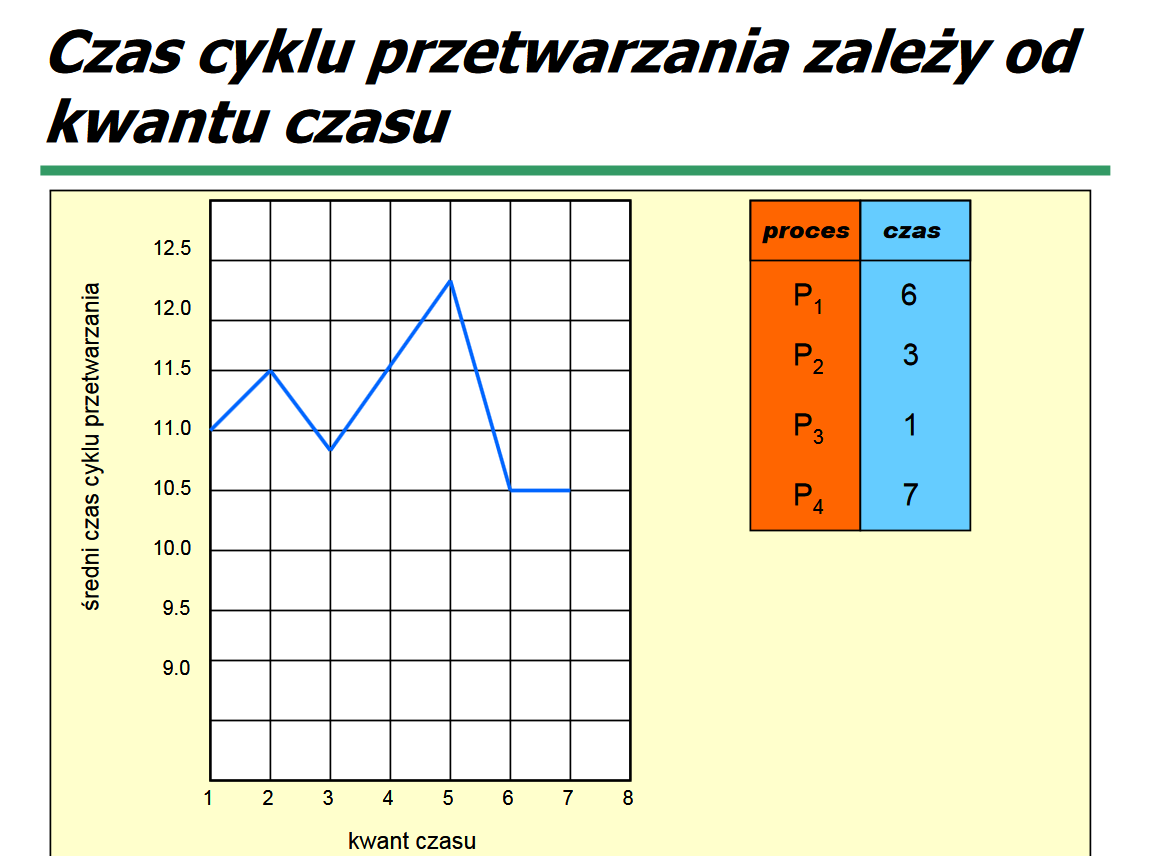 Czas cyklu przetwarzania zależy od
kwantu czasu
średni czas cyklu przetwarzania
12.5
12.0
11.5
11.0
10.5
10.0
9.5
9.0
1 2 3 4 5 6 7 8
kwant czasu
proces czas
P1 6
P2 3
P3 1
P4 7